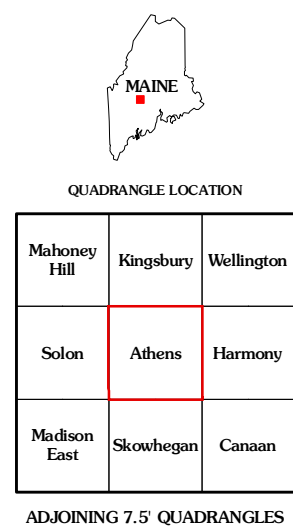 MAINE
QUADRANGLE LOCATION
Mahoney
Hill
Kingsbury
Wellington
Solon
Athens
Harmony
Madison
East
Skowhegan
Canaan
ADJOINING 7.5' QUADRANGLES